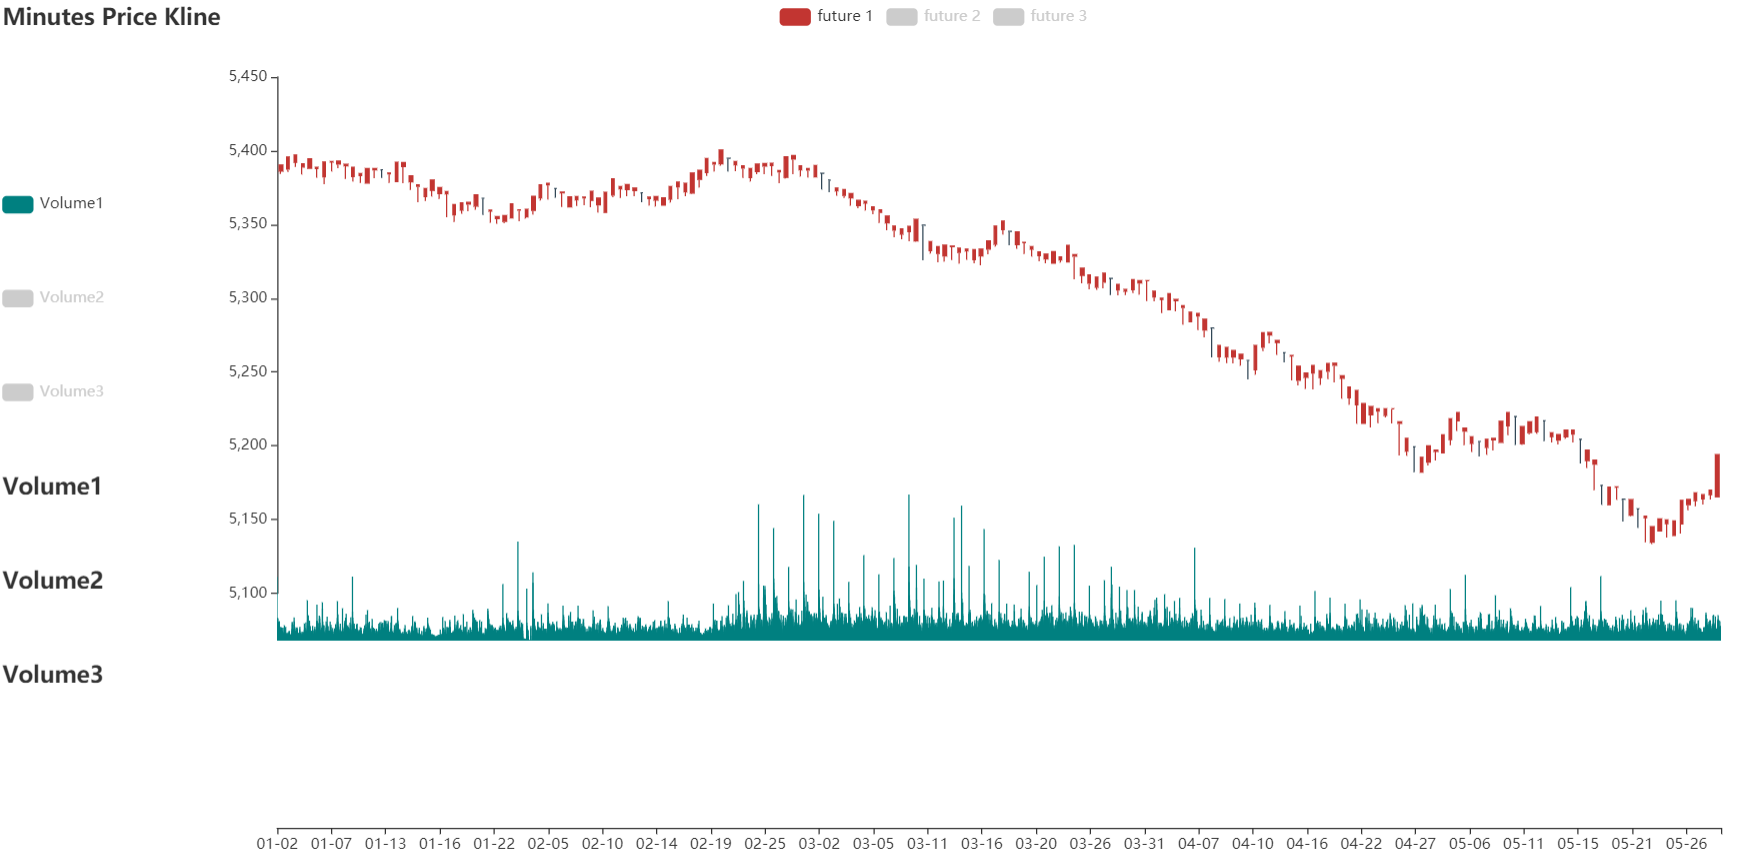 Minutes Price Kline
future 1 future 2 future 3
5,450
5,400
5,350
5,300
5,250
5,200
5,150
5,100
Volume1
Volume2
Volume3
Volume1
Volume2
Volume3
01-02 01-07 01-13 01-16 01-22 02-05 02-10 02-14 02-19 02-25 03-02 03-05 03-11 03-16 03-20 03-26 03-31 04-07 04-10 04-16 04-22 04-27 05-06 05-11 05-15 05-21 05-26